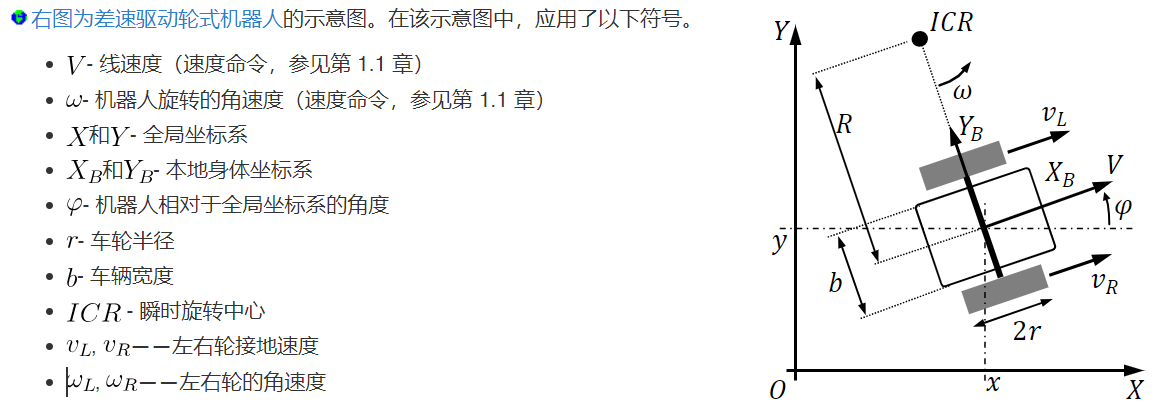 右图为差速驱动轮式机器人的示意图。在该示意图中，应用了以下符号。
V - 线速度（速度命令，参见第 1.1 章）
ω - 机器人旋转的角速度（速度命令，参见第 1.1 章）
X和Y - 全局坐标系
X_B和Y_B - 本地身体坐标系
φ - 机器人相对于全局坐标系的角度
r - 车轮半径
b - 车辆宽度
ICR - 瞬时旋转中心
v_L, v_R——左右轮接地速度
ω_L, ω_R——左右轮的角速度
Y
ICR
ω
R
Y_B
v_L
X_B
V
φ
y
b
v_R
2r
O
x
X